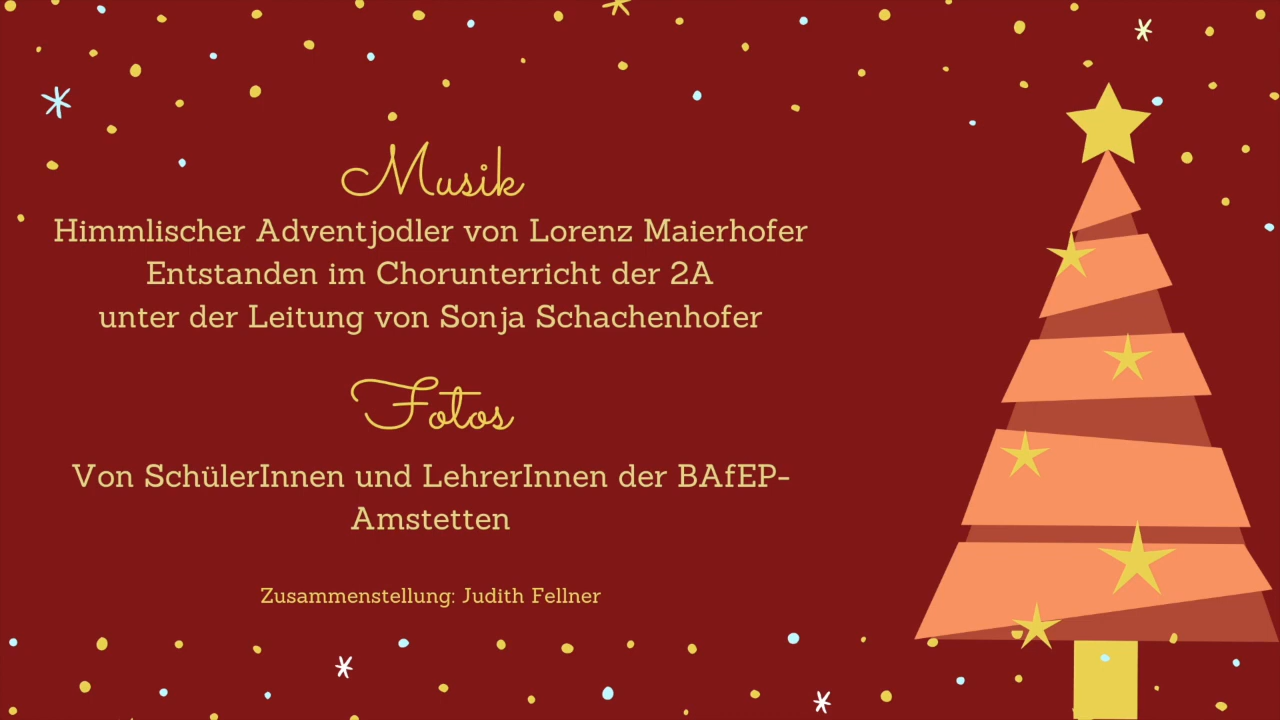 Musik
Himmlischer Adventjodler von Lorenz Maierhofer
Entstanden im Chorunterricht der 2A
unter der Leitung von Sonja Schachenhofer
Fotos
Von SchülerInnen und LehrerInnen der BAfEP-
Amstetten
Zusammenstellung: Judith Fellner